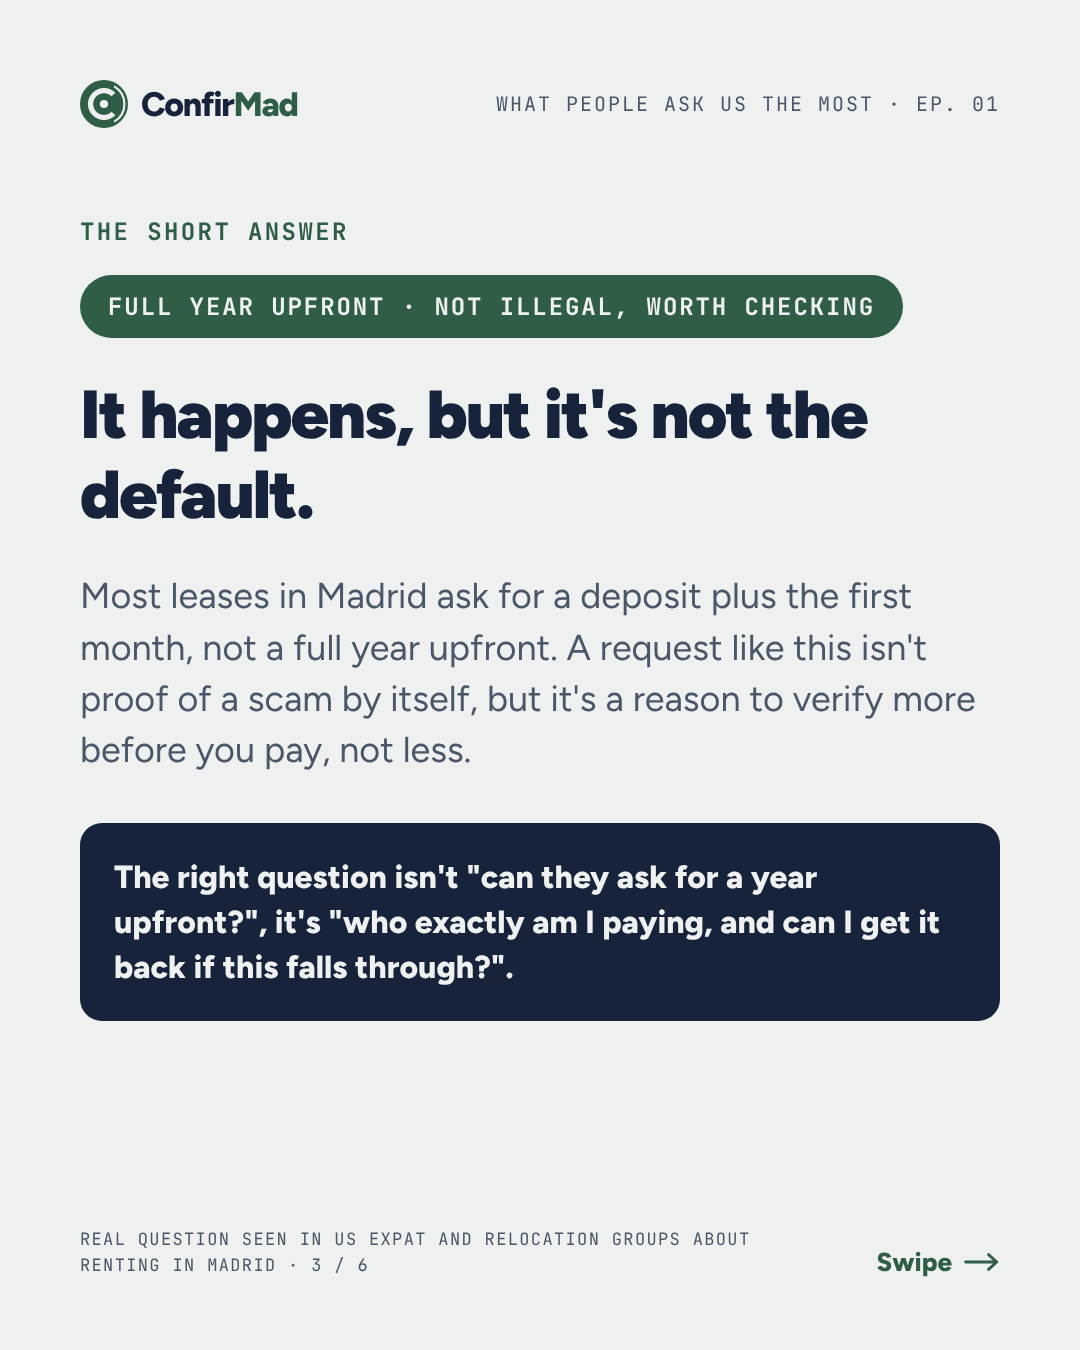 ConfirMad
WHAT PEOPLE ASK US THE MOST · EP. 01
THE SHORT ANSWER
FULL YEAR UPFRONT · NOT ILLEGAL, WORTH CHECKING
It happens, but it's not the
default.
Most leases in Madrid ask for a deposit plus the first
month, not a full year upfront. A request like this isn't
proof of a scam by itself, but it's a reason to verify more
before you pay, not less.
The right question isn't "can they ask for a year
upfront?", it's "who exactly am I paying, and can I get it
back if this falls through?".
REAL QUESTION SEEN IN US EXPAT AND RELOCATION GROUPS ABOUT
RENTING IN MADRID · 3 / 6
Swipe →